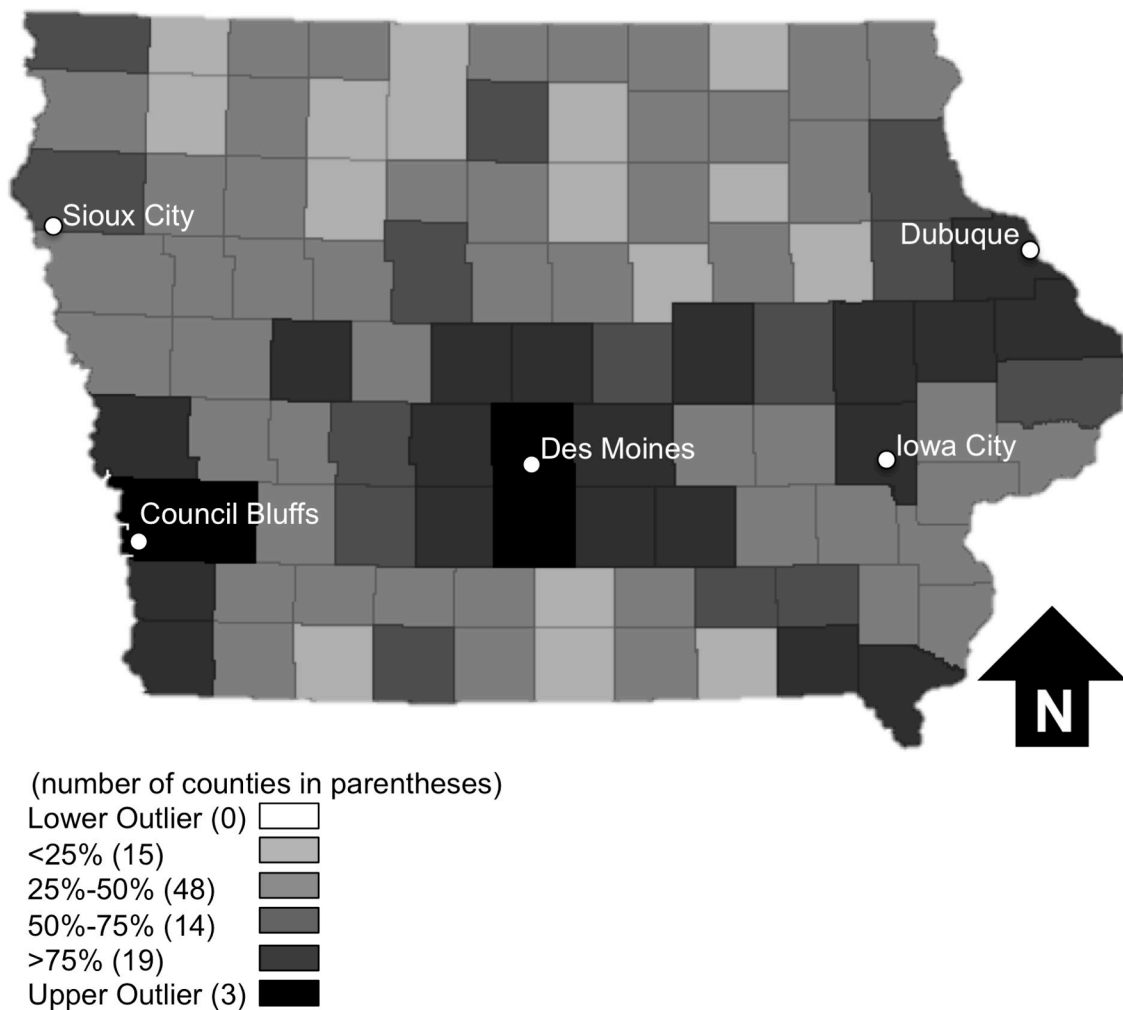 Sioux City
Dubuque
Des Moines
Iowa City
Council Bluffs
N
(number of counties in parentheses)
Lower Outlier (0)
<25% (15)
25%-50% (48)
50%-75% (14)
>75% (19)
Upper Outlier (3)